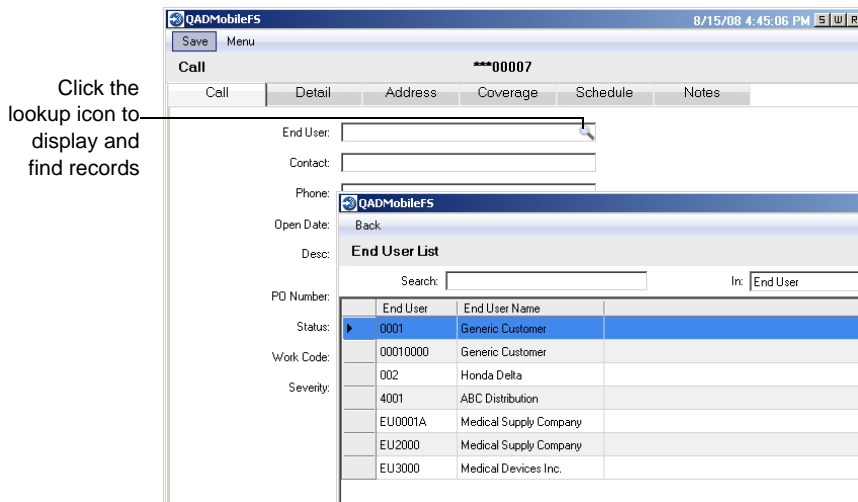 QADMobileFS 8/15/08 4:45:06 PM S W R
Save Menu
Call ***00007
Call Detail Address Coverage Schedule Notes
Click the
lookup icon to
display and
find records
End User:
Contact:
Phone:
Open Date:
Desc:
PO Number:
Status:
Work Code:
Severity:
QADMobileFS
Back
End User List
Search: In: End User
End User End User Name
0001 Generic Customer
00010000 Generic Customer
002 Honda Delta
4001 ABC Distribution
EU0001A Medical Supply Company
EU2000 Medical Supply Company
EU3000 Medical Devices Inc.